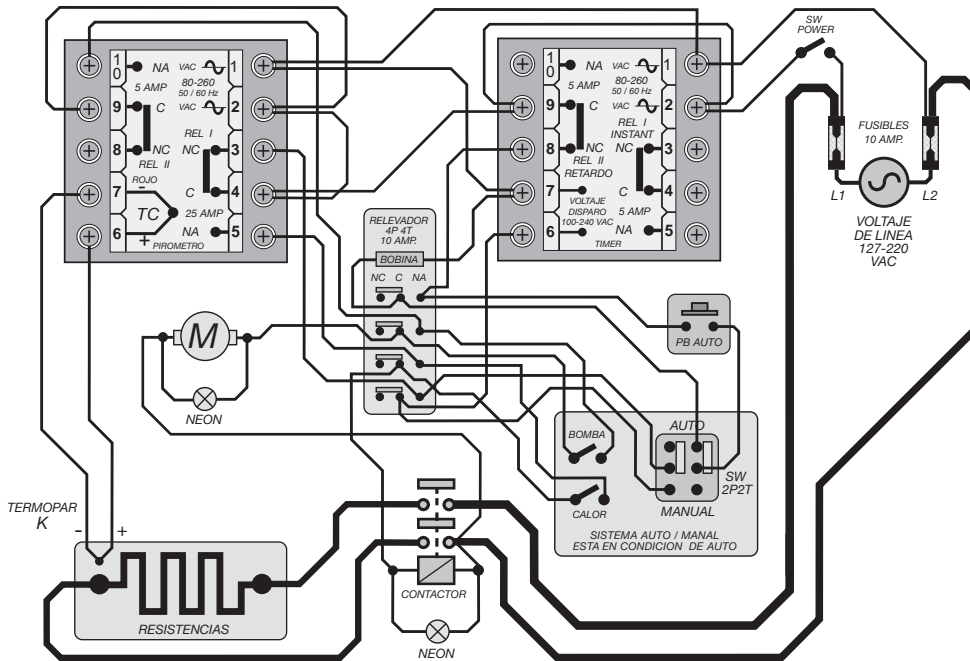 SW
POWER
1
0
NA
VAC
1
5 AMP
80-260
50 / 60 Hz
9
C
VAC
2
REL I
8
NC
NC
3
REL II
ROJO
7
-
C
4
TC
25 AMP
6
+
NA
5
PIROMETRO
1
0
NA
VAC
1
5 AMP
80-260
50 / 60 Hz
9
C
VAC
2
REL I
INSTANT
8
NC
NC
3
REL II
RETARDO
7
C
4
VOLTAJE
DISPARO
100-240 VAC
5 AMP
6
NA
5
TIMER
FUSIBLES
10 AMP.
L1
L2
VOLTAJE
DE LINEA
127-220
VAC
RELEVADOR
4P 4T
10 AMP.
BOBINA
NC
C
NA
M
NEON
PB AUTO
AUTO
BOMBA
SW
2P2T
CALOR
MANUAL
SISTEMA AUTO / MANAL
ESTA EN CONDICION DE AUTO
TERMOPAR
K
-
+
CONTACTOR
RESISTENCIAS
NEON